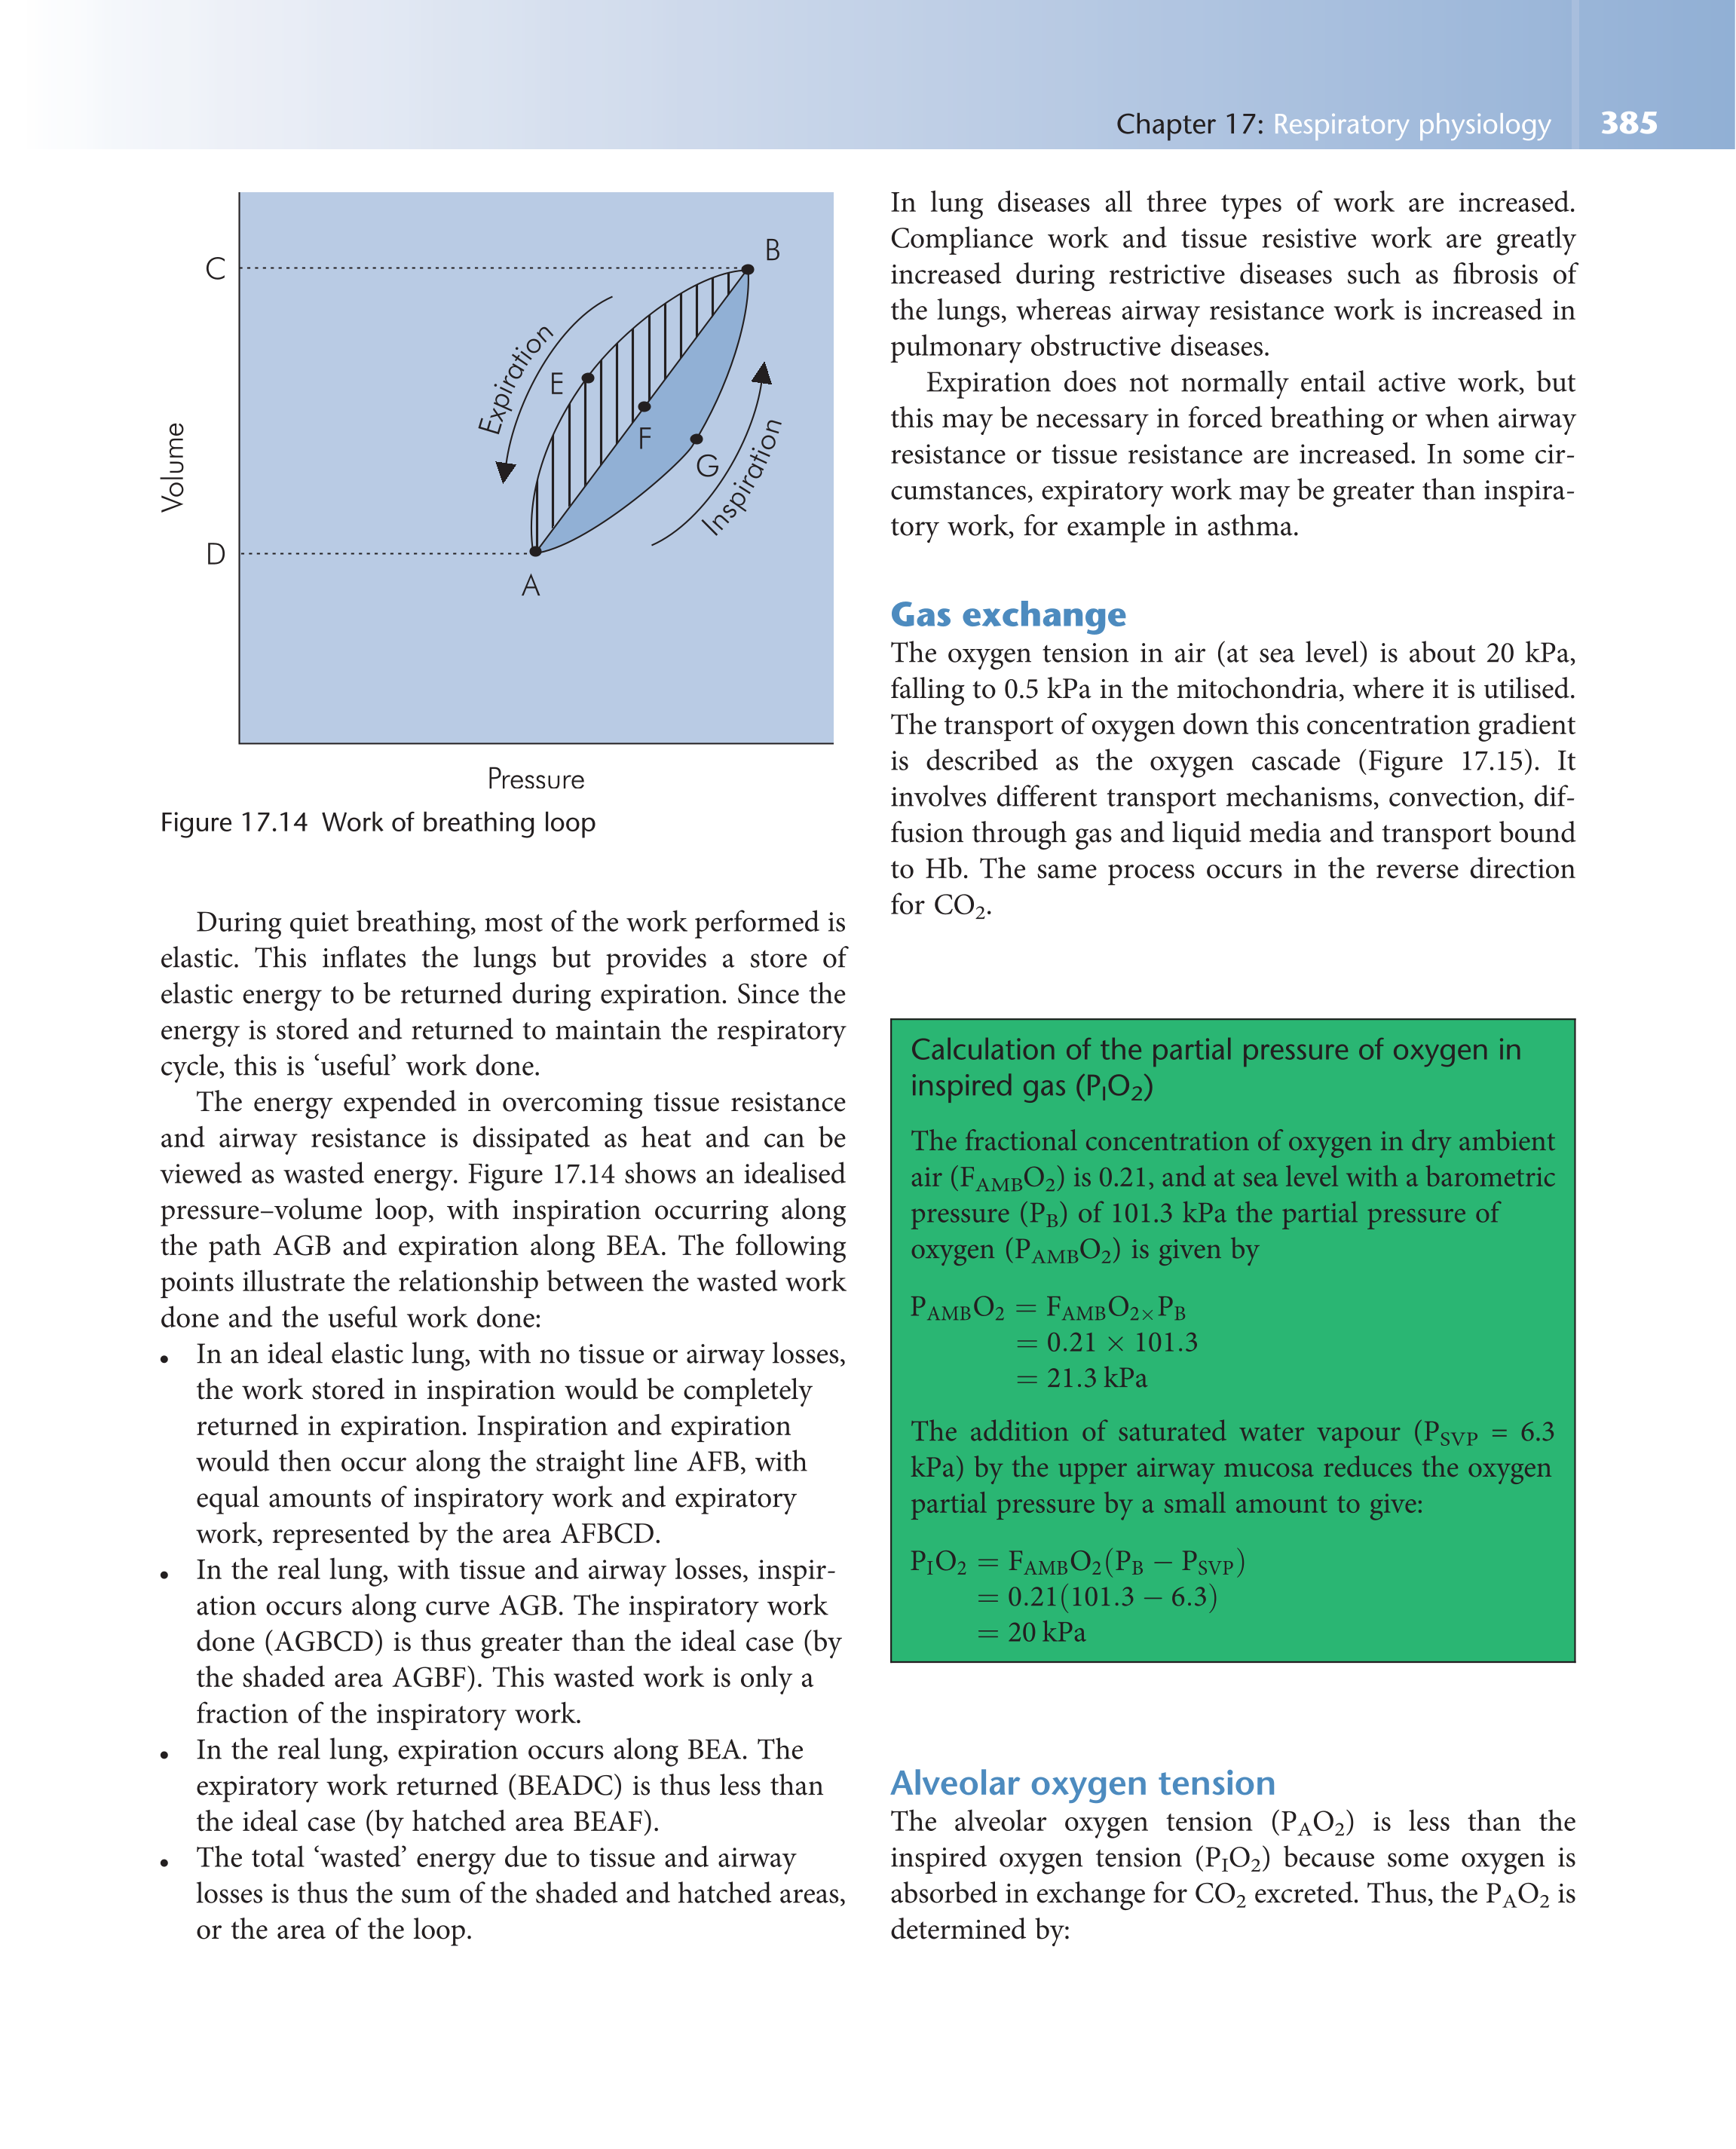 Chapter 17: Respiratory physiology 385
C
B
Expiration
E
F
G
Inspiration
Volume
D
A
Pressure
Figure 17.14 Work of breathing loop
During quiet breathing, most of the work performed is
elastic. This inflates the lungs but provides a store of
elastic energy to be returned during expiration. Since the
energy is stored and returned to maintain the respiratory
cycle, this is ‘useful’ work done.
The energy expended in overcoming tissue resistance
and airway resistance is dissipated as heat and can be
viewed as wasted energy. Figure 17.14 shows an idealised
pressure–volume loop, with inspiration occurring along
the path AGB and expiration along BEA. The following
points illustrate the relationship between the wasted work
done and the useful work done:
• In an ideal elastic lung, with no tissue or airway losses,
the work stored in inspiration would be completely
returned in expiration. Inspiration and expiration
would then occur along the straight line AFB, with
equal amounts of inspiratory work and expiratory
work, represented by the area AFBCD.
• In the real lung, with tissue and airway losses, inspir-
ation occurs along curve AGB. The inspiratory work
done (AGBCD) is thus greater than the ideal case (by
the shaded area AGBF). This wasted work is only a
fraction of the inspiratory work.
• In the real lung, expiration occurs along BEA. The
expiratory work returned (BEADC) is thus less than
the ideal case (by hatched area BEAF).
• The total ‘wasted’ energy due to tissue and airway
losses is thus the sum of the shaded and hatched areas,
or the area of the loop.
In lung diseases all three types of work are increased.
Compliance work and tissue resistive work are greatly
increased during restrictive diseases such as fibrosis of
the lungs, whereas airway resistance work is increased in
pulmonary obstructive diseases.
Expiration does not normally entail active work, but
this may be necessary in forced breathing or when airway
resistance or tissue resistance are increased. In some cir-
cumstances, expiratory work may be greater than inspira-
tory work, for example in asthma.
Gas exchange
The oxygen tension in air (at sea level) is about 20 kPa,
falling to 0.5 kPa in the mitochondria, where it is utilised.
The transport of oxygen down this concentration gradient
is described as the oxygen cascade (Figure 17.15). It
involves different transport mechanisms, convection, dif-
fusion through gas and liquid media and transport bound
to Hb. The same process occurs in the reverse direction
for CO₂.
Calculation of the partial pressure of oxygen in
inspired gas (PIO₂)
The fractional concentration of oxygen in dry ambient
air (FAMBO₂) is 0.21, and at sea level with a barometric
pressure (PB) of 101.3 kPa the partial pressure of
oxygen (PAMBO₂) is given by
PAMBO₂ = FAMBO₂×PB
= 0.21 × 101.3
= 21.3 kPa
The addition of saturated water vapour (PSVP = 6.3
kPa) by the upper airway mucosa reduces the oxygen
partial pressure by a small amount to give:
PIO₂ = FAMBO₂(PB − PSVP)
= 0.21(101.3 − 6.3)
= 20 kPa
Alveolar oxygen tension
The alveolar oxygen tension (PAO₂) is less than the
inspired oxygen tension (PIO₂) because some oxygen is
absorbed in exchange for CO₂ excreted. Thus, the PAO₂ is
determined by: